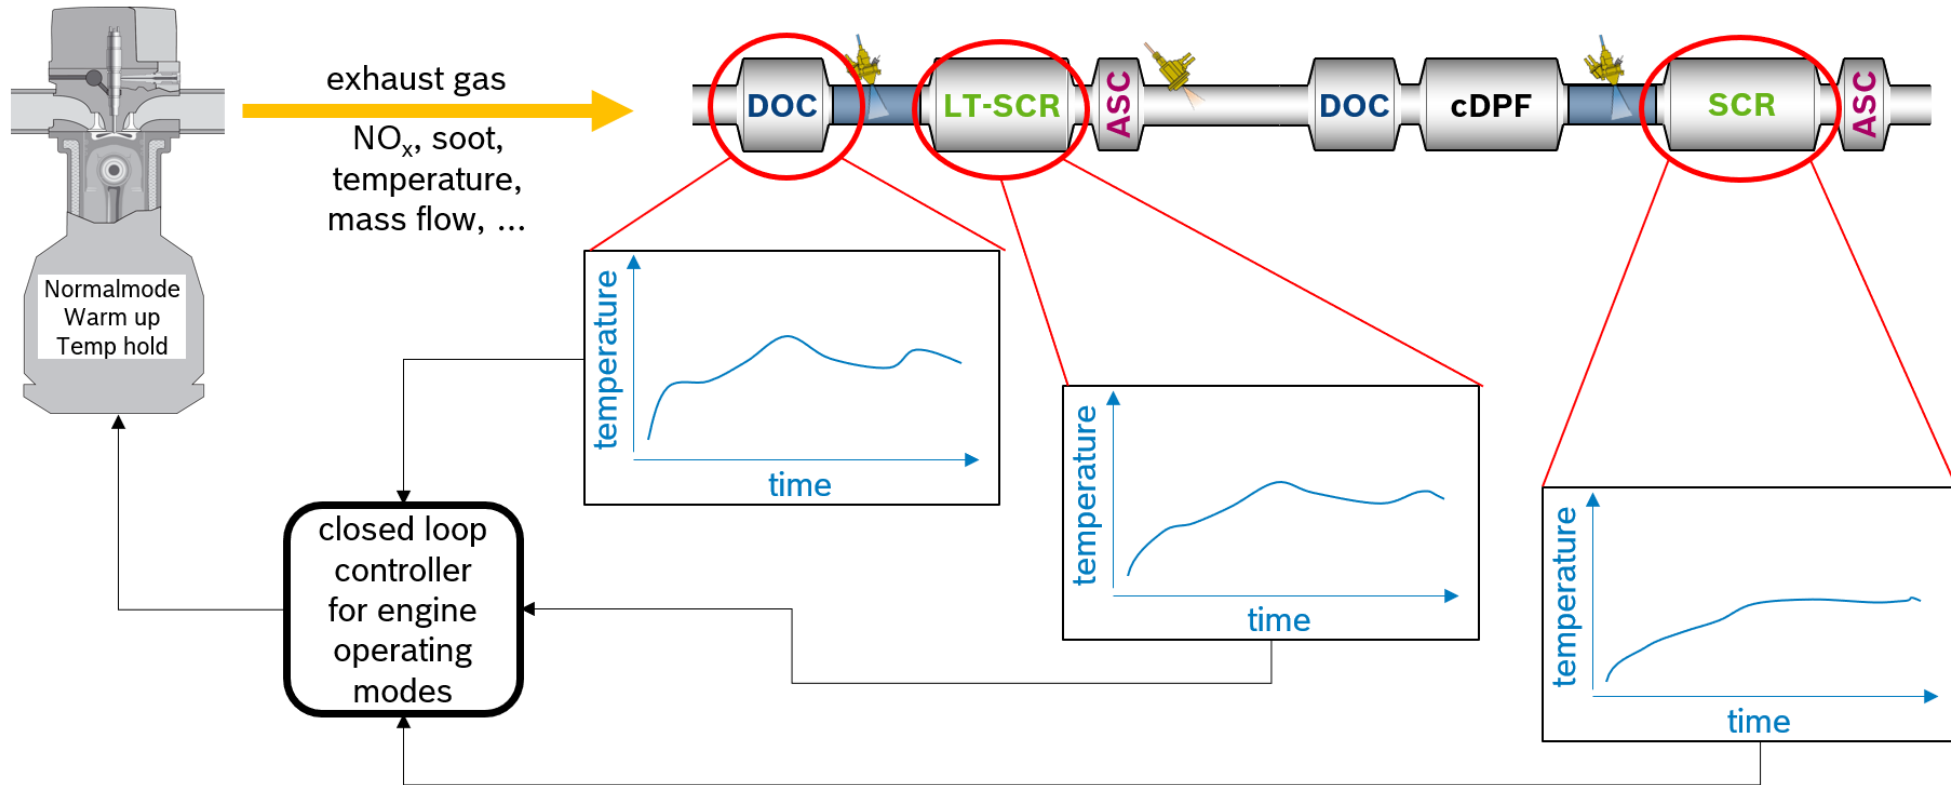 exhaust gas
NOx, soot,
temperature,
mass flow, ...
Normalmode
Warm up
Temp hold
DOC
LT-SCR
ASC
DOC
cDPF
SCR
ASC
temperature
time
temperature
time
temperature
time
closed loop
controller
for engine
operating
modes